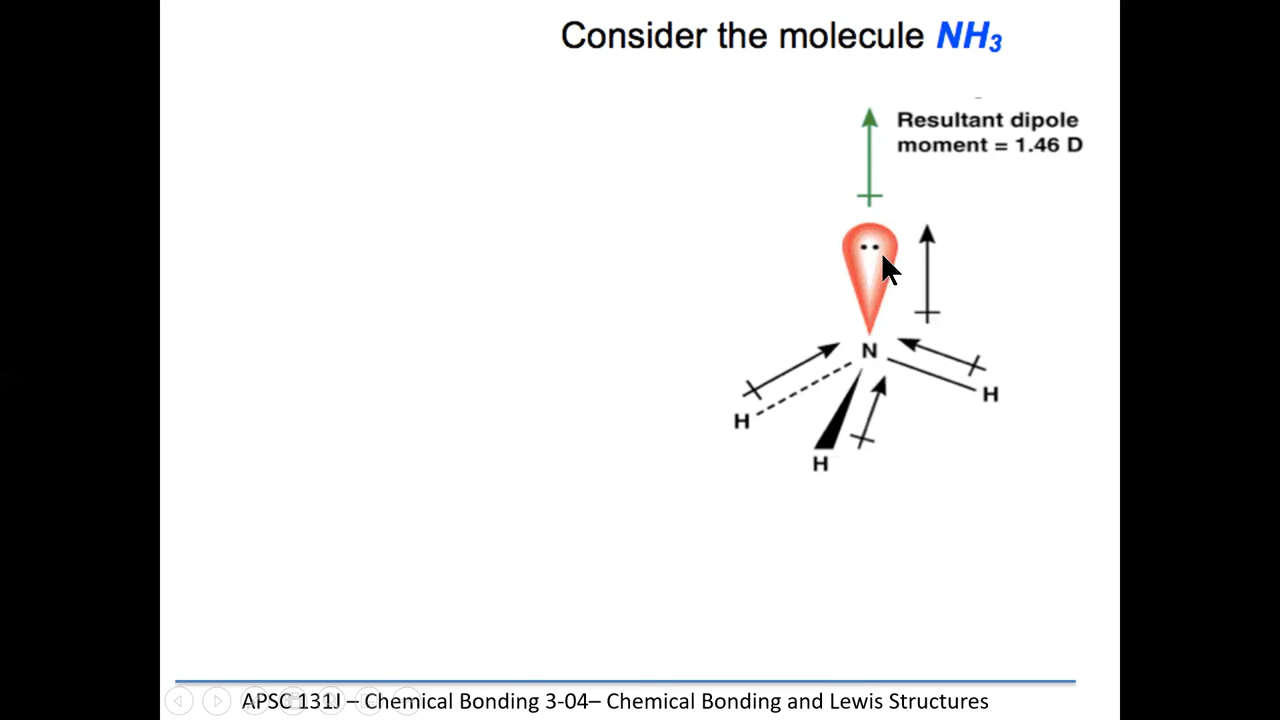 Consider the molecule NH₃
Resultant dipole
moment = 1.46 D
N
H
H
H
APSC 131J – Chemical Bonding 3-04– Chemical Bonding and Lewis Structures